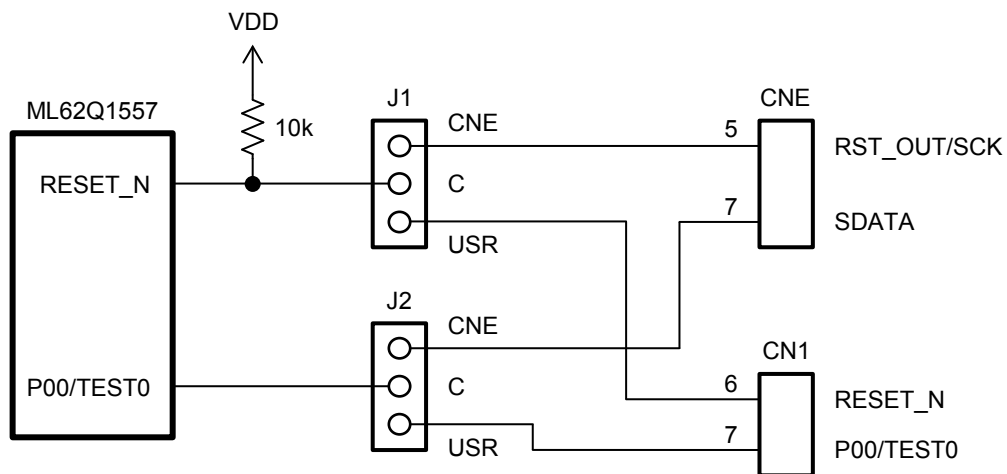 VDD
ML62Q1557
10k
RESET_N
P00/TEST0
J1
CNE
C
USR
J2
CNE
C
USR
CNE
5
RST_OUT/SCK
7
SDATA
CN1
6
RESET_N
7
P00/TEST0